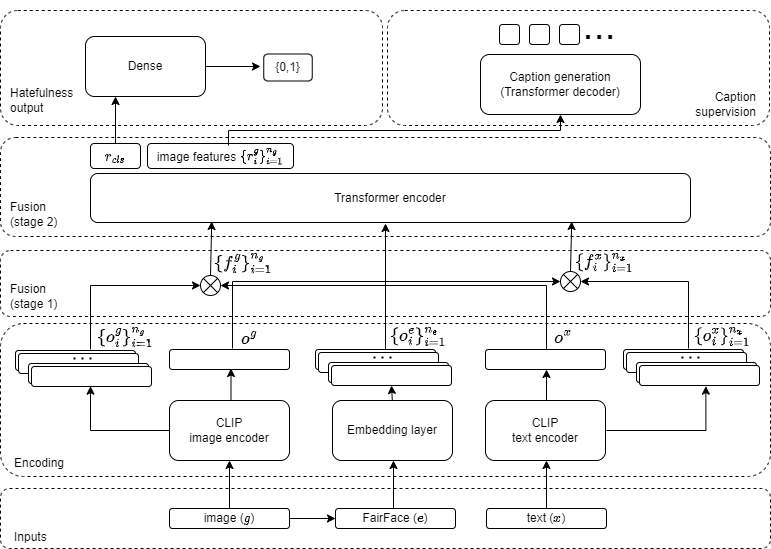 Dense
{0,1}
Hatefulness
output
. . .
Caption generation
(Transformer decoder)
Caption
supervision
r_cls
image features {r_i^g}_{i=1}^{n_g}
Transformer encoder
Fusion
(stage 2)
{f_i^g}_{i=1}^{n_g}
{f_i^x}_{i=1}^{n_x}
Fusion
(stage 1)
{o_i^g}_{i=1}^{n_g}
o^g
{o_i^e}_{i=1}^{n_e}
o^x
{o_i^x}_{i=1}^{n_x}
. . .
. . .
. . .
CLIP
image encoder
Embedding layer
CLIP
text encoder
Encoding
image (g)
FairFace (e)
text (x)
Inputs